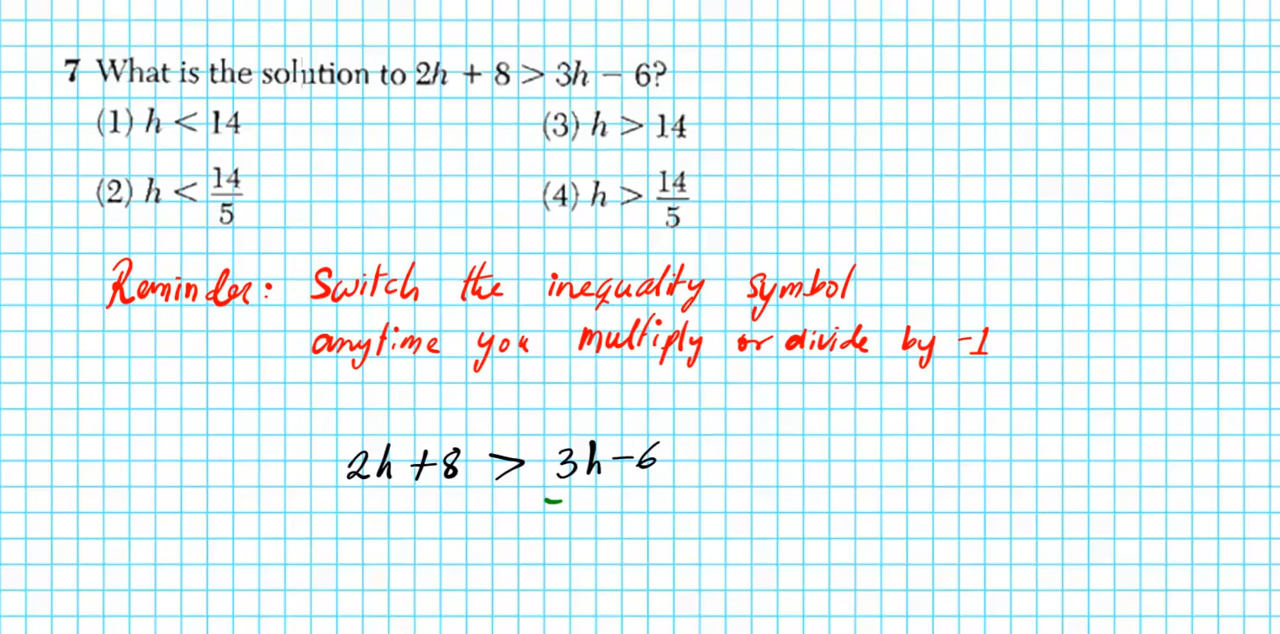 7 What is the solution to 2h + 8 > 3h − 6?
(1) h < 14 (3) h > 14
(2) h < 14/5 (4) h > 14/5
Reminder: Switch the inequality symbol
anytime you multiply or divide by -1
2h +8 > 3h -6